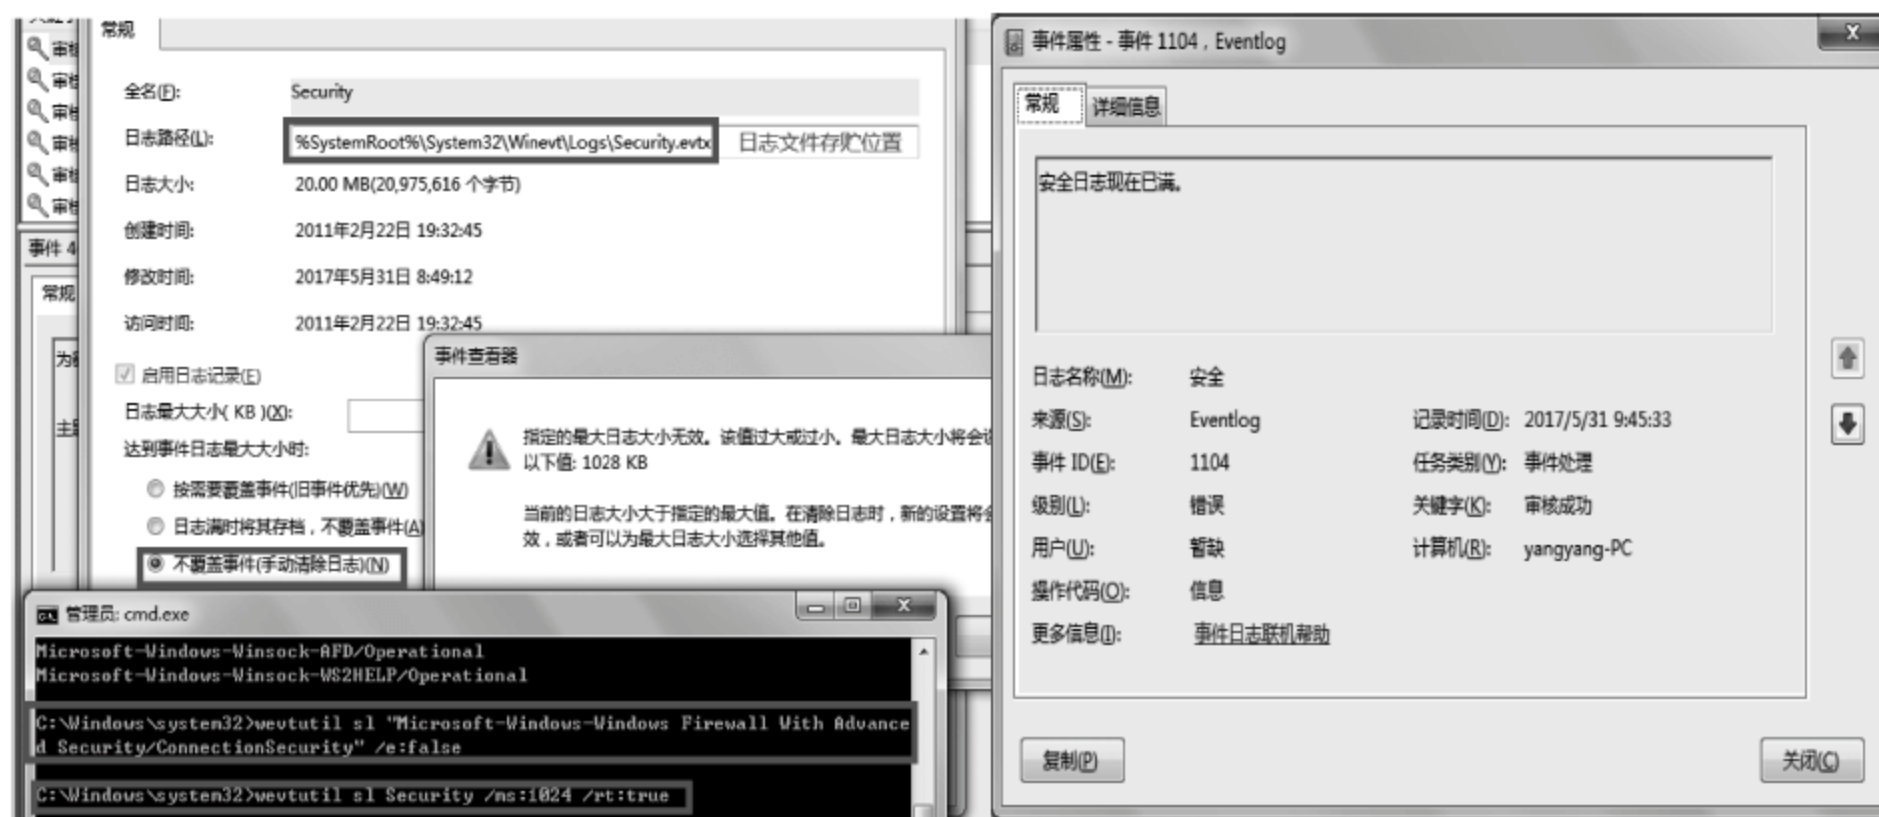 常规
全名(F):
Security
日志路径(L):
%SystemRoot%\System32\Winevt\Logs\Security.evtx
日志文件存贮位置
日志大小:
20.00 MB(20,975,616 个字节)
创建时间:
2011年2月22日 19:32:45
修改时间:
2017年5月31日 8:49:12
访问时间:
2011年2月22日 19:32:45
启用日志记录(E)
日志最大大小( KB )(X):
达到事件日志最大大小时:
按需要覆盖事件(旧事件优先)(W)
日志满时将其存档，不覆盖事件(A)
不覆盖事件(手动清除日志)(N)
事件 4
常规
事件查看器
指定的最大日志大小无效。该值过大或过小。最大日志大小将会
以下值: 1028 KB
当前的日志大小大于指定的最大值。在清除日志时，新的设置将
效，或者可以为最大日志大小选择其他值。
管理员: cmd.exe
Microsoft-Windows-Winsock-AFD/Operational
Microsoft-Windows-Winsock-WS2HELP/Operational
C:\Windows\system32>wevtutil sl "Microsoft-Windows-Windows Firewall With Advance
d Security/ConnectionSecurity" /e:false
C:\Windows\system32>wevtutil sl Security /ms:1024 /rt:true
事件属性 - 事件 1104，Eventlog
常规
详细信息
安全日志现在已满。
日志名称(M):
安全
来源(S):
Eventlog
记录时间(D):
2017/5/31 9:45:33
事件 ID(E):
1104
任务类别(Y):
事件处理
级别(L):
错误
关键字(K):
审核成功
用户(U):
暂缺
计算机(R):
yangyang-PC
操作代码(O):
信息
更多信息(I):
事件日志联机帮助
复制(P)
关闭(C)